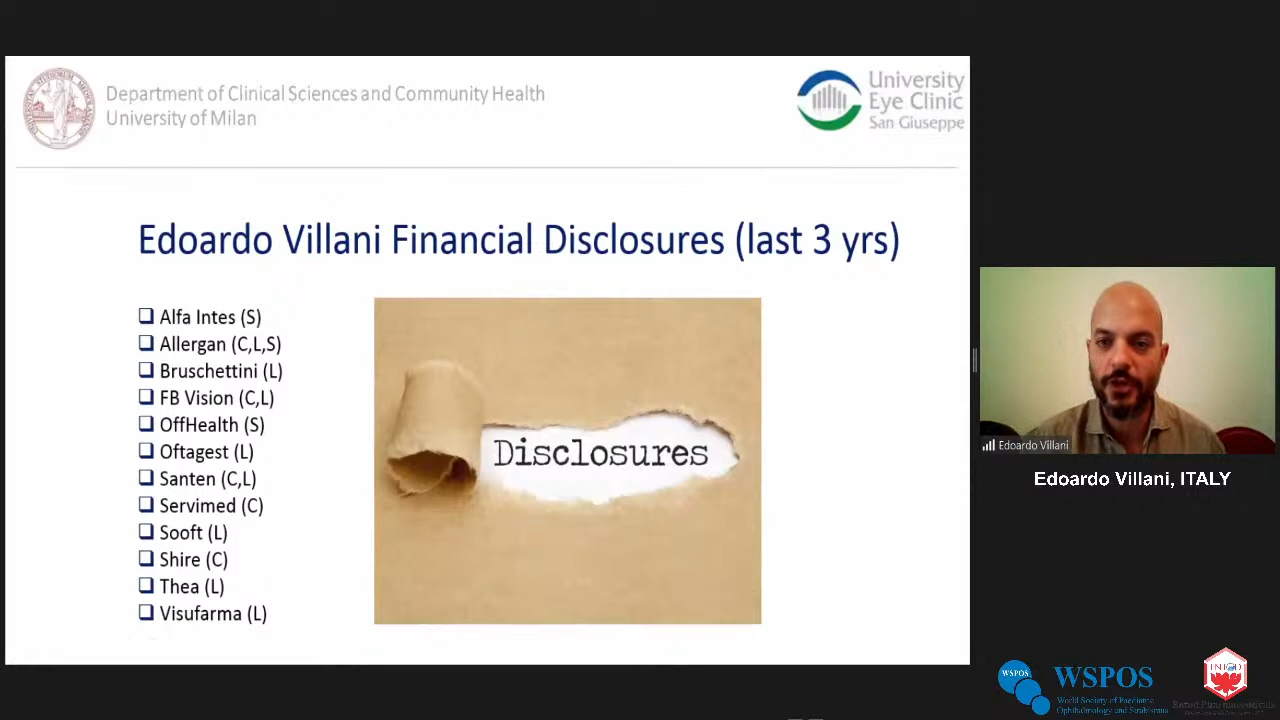 Department of Clinical Sciences and Community Health
University of Milan
University
Eye Clinic
San Giuseppe
Edoardo Villani Financial Disclosures (last 3 yrs)
Alfa Intes (S)
Allergan (C,L,S)
Bruschettini (L)
FB Vision (C,L)
OffHealth (S)
Oftagest (L)
Santen (C,L)
Servimed (C)
Sooft (L)
Shire (C)
Thea (L)
Visufarma (L)
Disclosures
Edoardo Villani
Edoardo Villani, ITALY
WSPOS
WSPOS
World Society of Paediatric
Ophthalmology and Strabismus